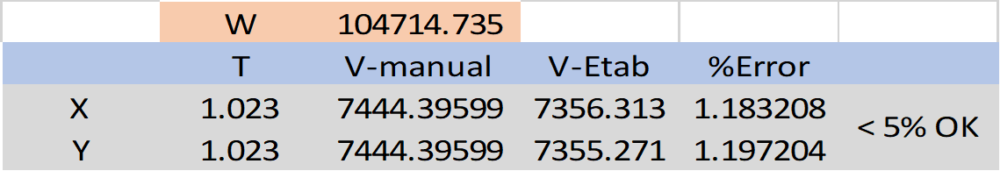 W 104714.735
T V-manual V-Etab %Error
X 1.023 7444.39599 7356.313 1.183208
< 5% OK
Y 1.023 7444.39599 7355.271 1.197204